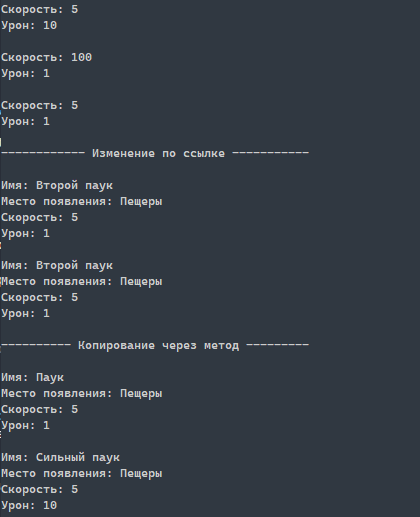 Скорость: 5
Урон: 10
Скорость: 100
Урон: 1
Скорость: 5
Урон: 1
------------ Изменение по ссылке -----------
Имя: Второй паук
Место появления: Пещеры
Скорость: 5
Урон: 1
Имя: Второй паук
Место появления: Пещеры
Скорость: 5
Урон: 1
---------- Копирование через метод ---------
Имя: Паук
Место появления: Пещеры
Скорость: 5
Урон: 1
Имя: Сильный паук
Место появления: Пещеры
Скорость: 5
Урон: 10